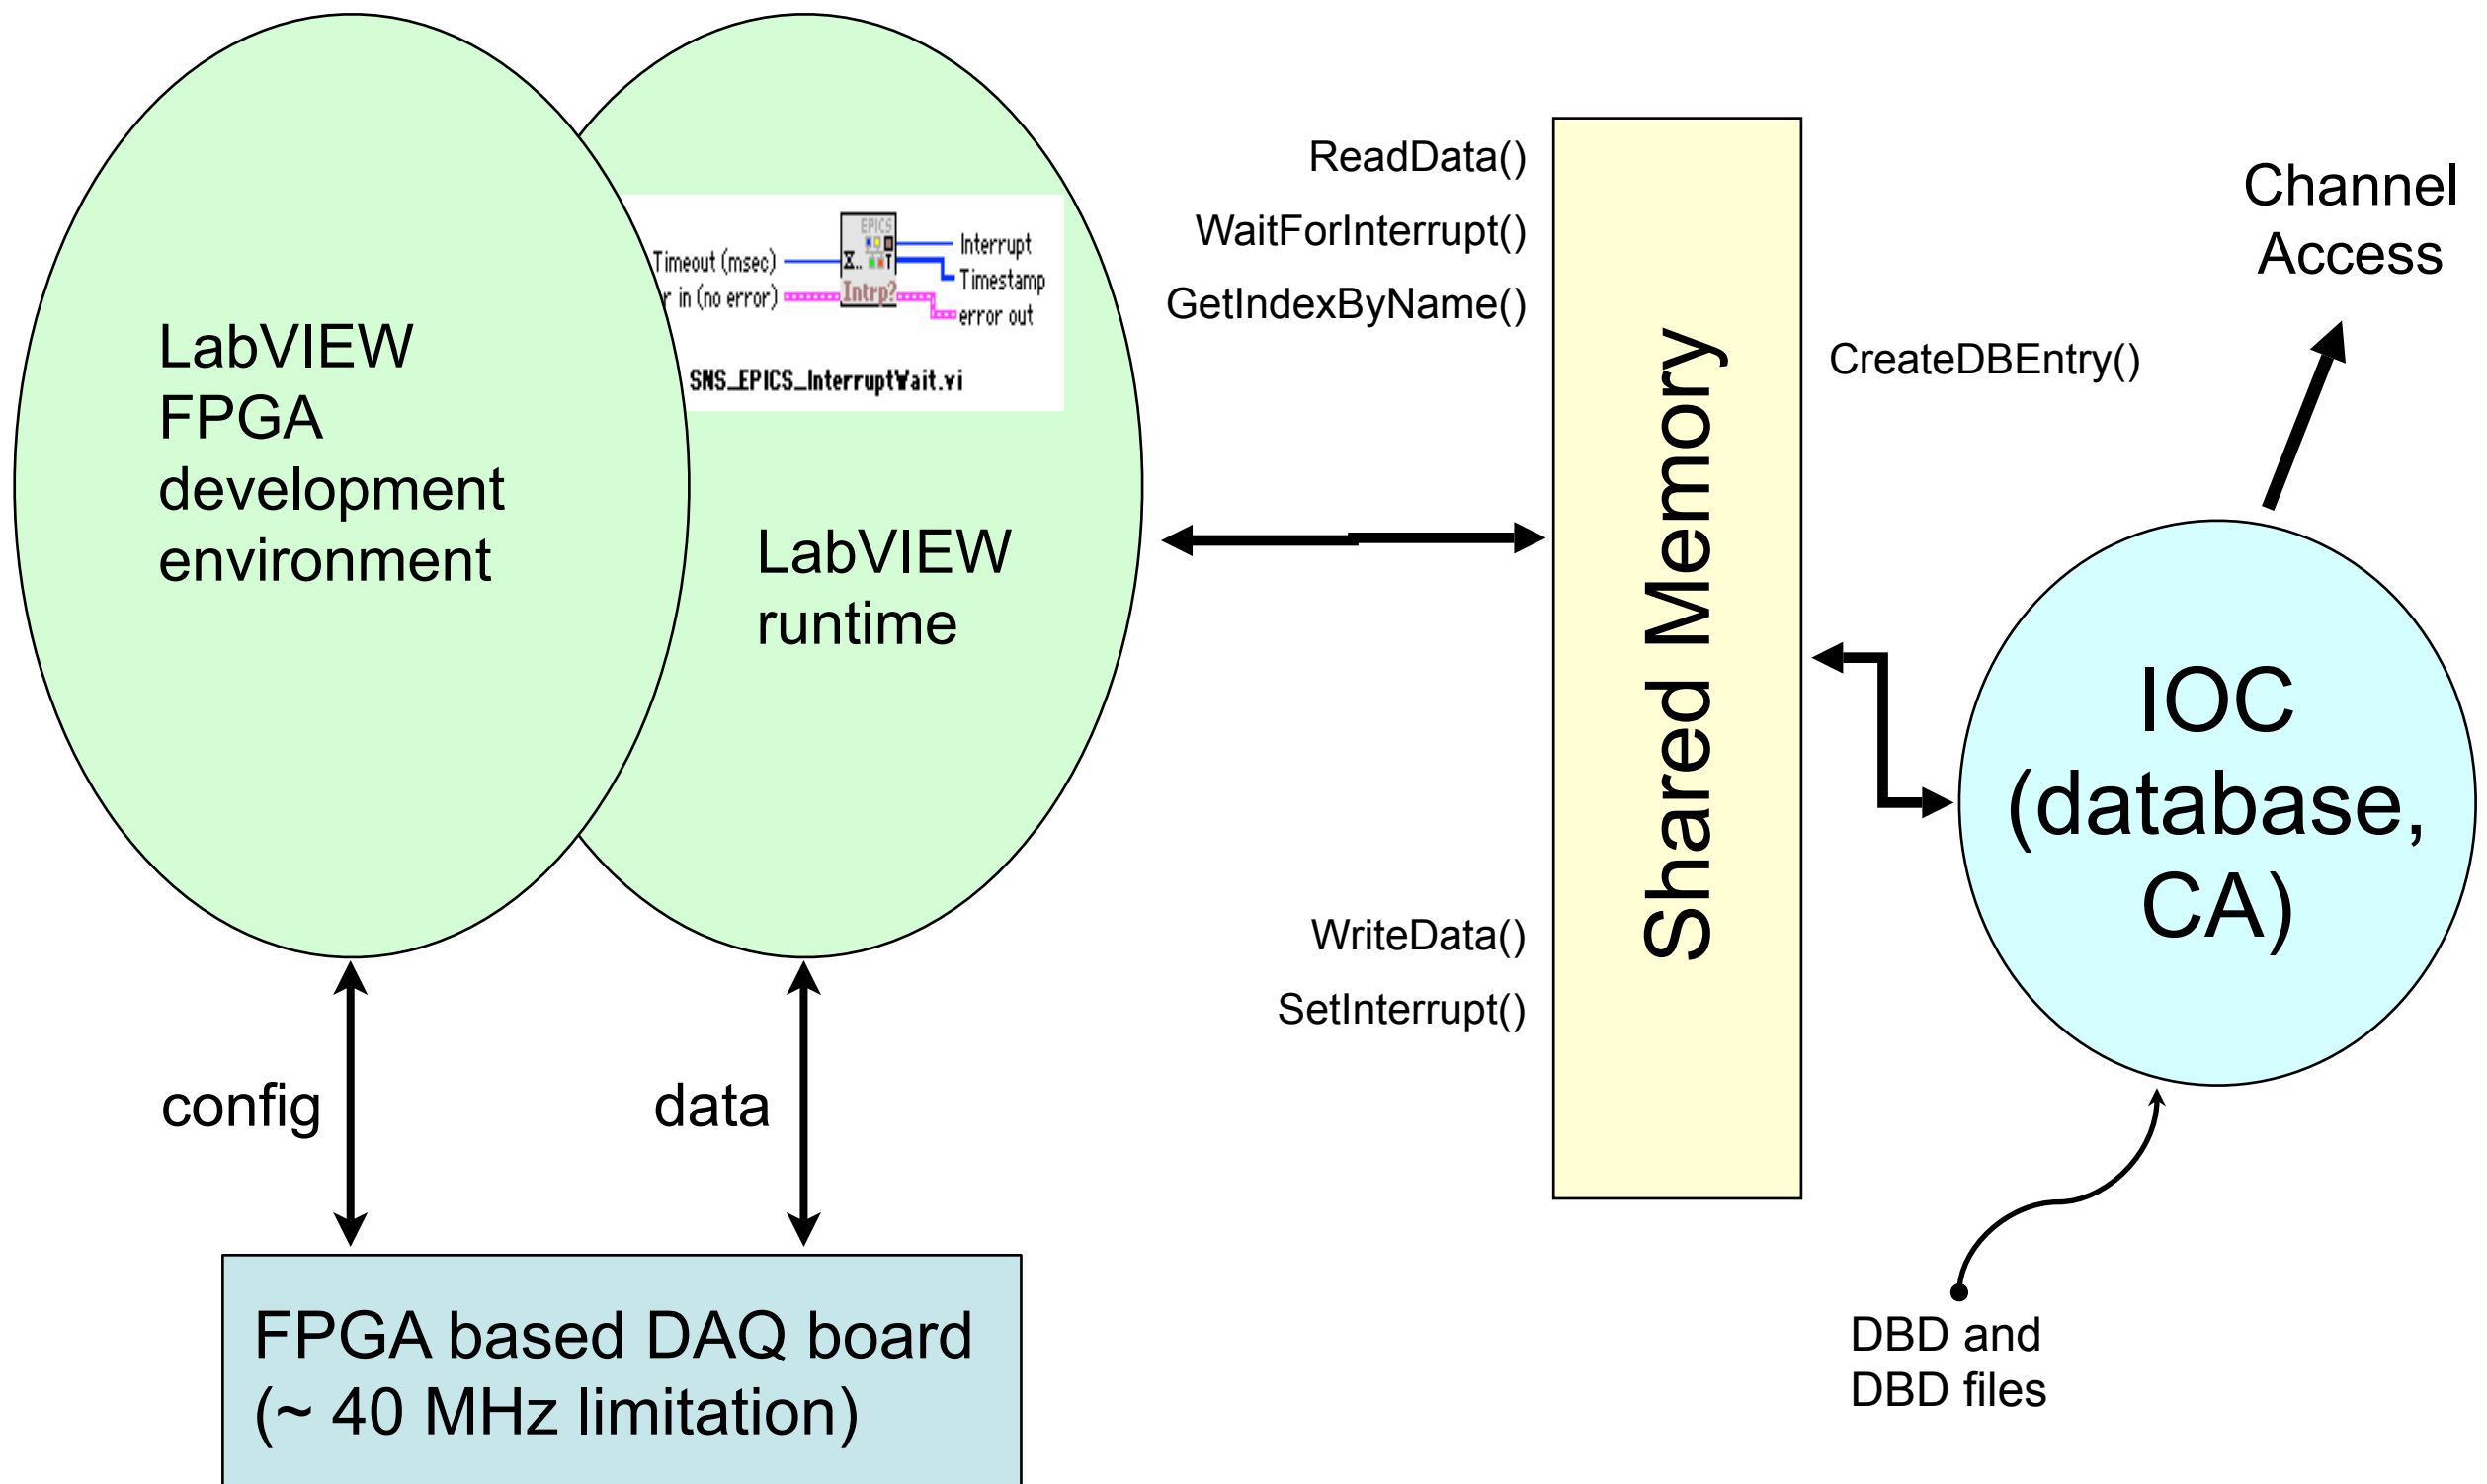 LabVIEW
FPGA
development
environment
EPICS
Timeout (msec)
r in (no error)
Intrp?
Interrupt
Timestamp
error out
SNS_EPICS_InterruptWait.vi
LabVIEW
runtime
ReadData()
WaitForInterrupt()
GetIndexByName()
WriteData()
SetInterrupt()
Shared Memory
CreateDBEntry()
Channel
Access
IOC
(database,
CA)
config
data
FPGA based DAQ board
(~ 40 MHz limitation)
DBD and
DBD files